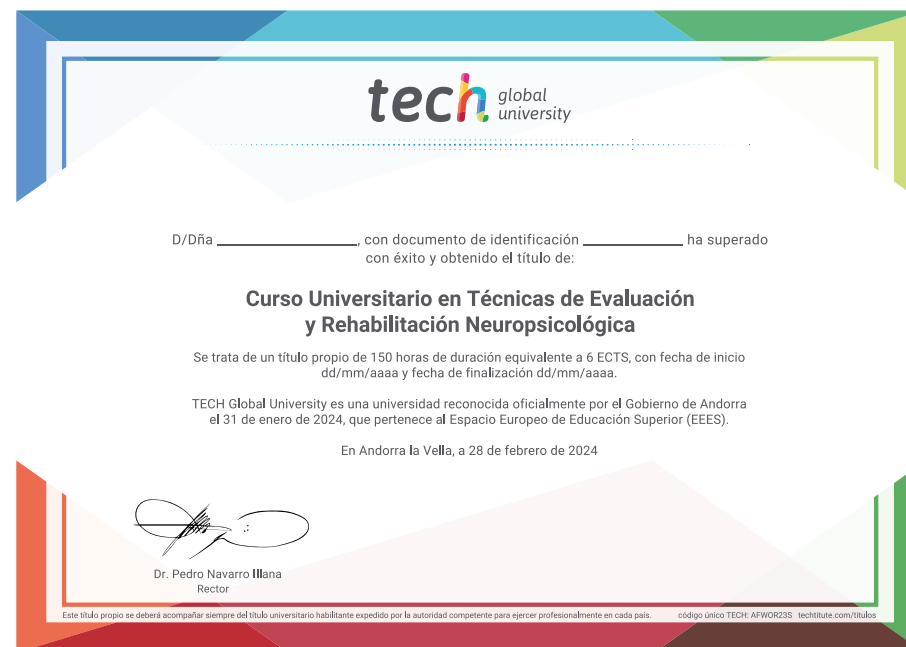 tech global university
D/Dña ____________________, con documento de identificación ______________ ha superado
con éxito y obtenido el título de:
Curso Universitario en Técnicas de Evaluación
y Rehabilitación Neuropsicológica
Se trata de un título propio de 150 horas de duración equivalente a 6 ECTS, con fecha de inicio
dd/mm/aaaa y fecha de finalización dd/mm/aaaa.
TECH Global University es una universidad reconocida oficialmente por el Gobierno de Andorra
el 31 de enero de 2024, que pertenece al Espacio Europeo de Educación Superior (EEES).
En Andorra la Vella, a 28 de febrero de 2024
Dr. Pedro Navarro Illana
Rector
Este título propio se deberá acompañar siempre del título universitario habilitante expedido por la autoridad competente para ejercer profesionalmente en cada país. código único TECH: AFWOR23S techtitute.com/titulos